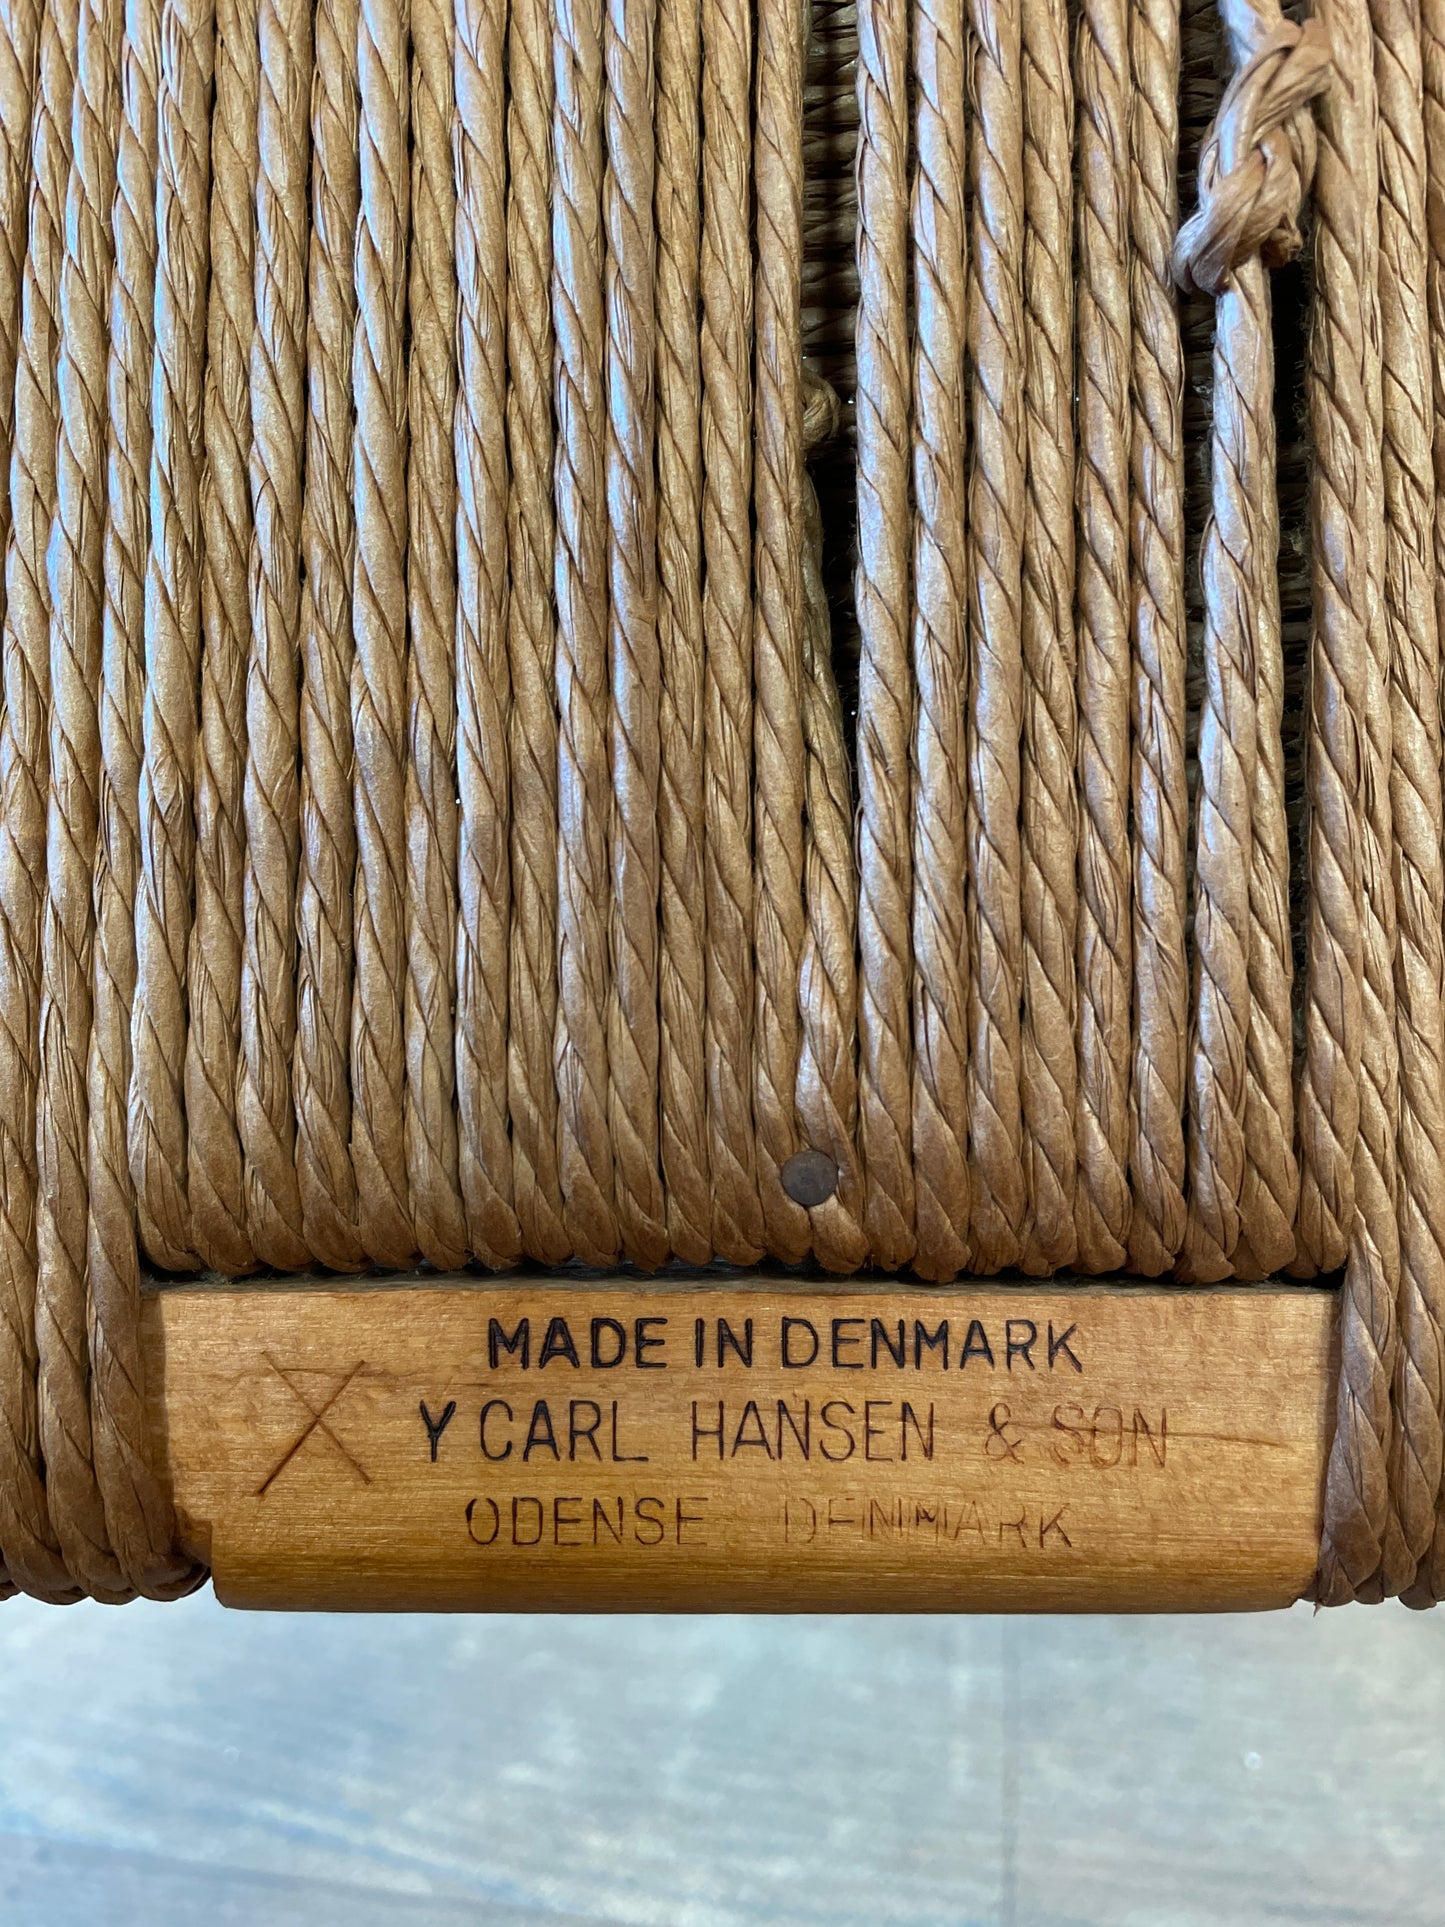 MADE IN DENMARK
Y CARL HANSEN & SON
ODENSE DENMARK